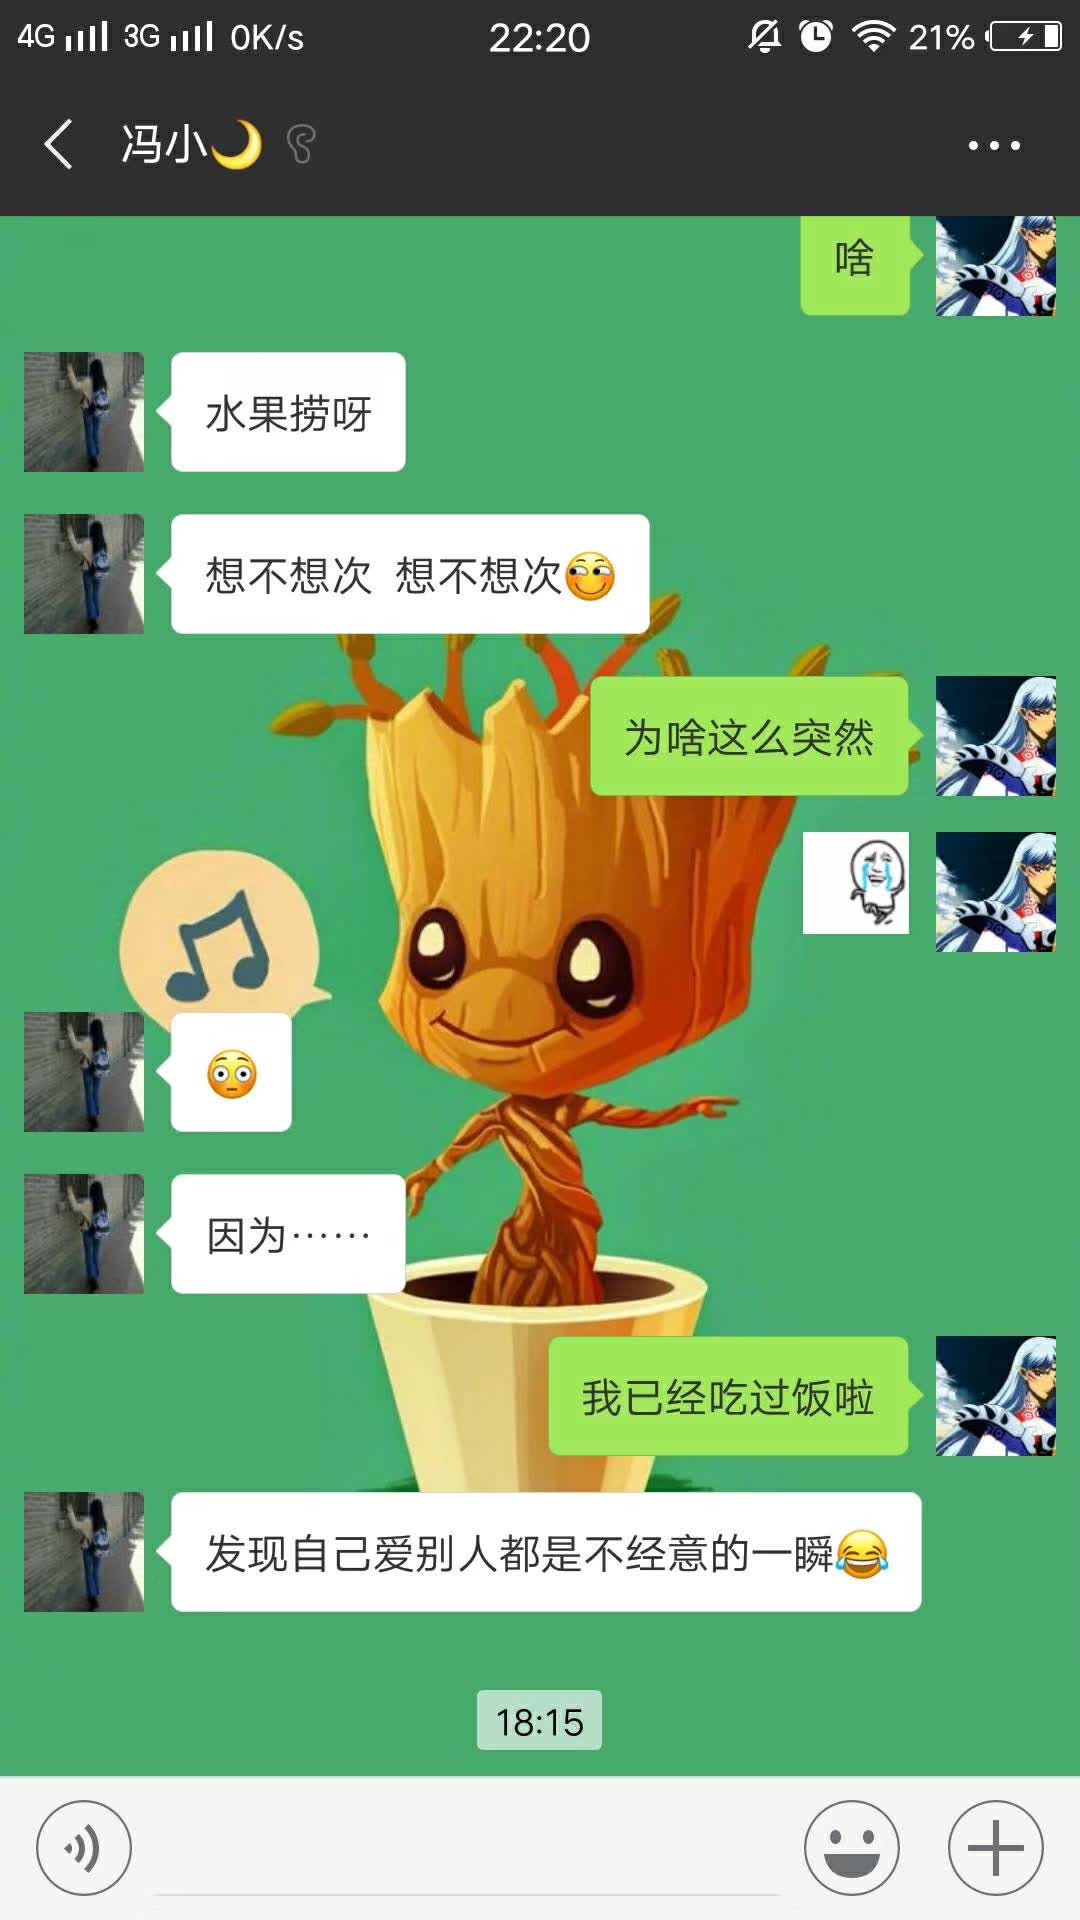 4G 3G 0K/s 22:20 21%
冯小🌙
啥
水果捞呀
想不想次 想不想次
为啥这么突然
因为……
我已经吃过饭啦
发现自己爱别人都是不经意的一瞬😂
18:15